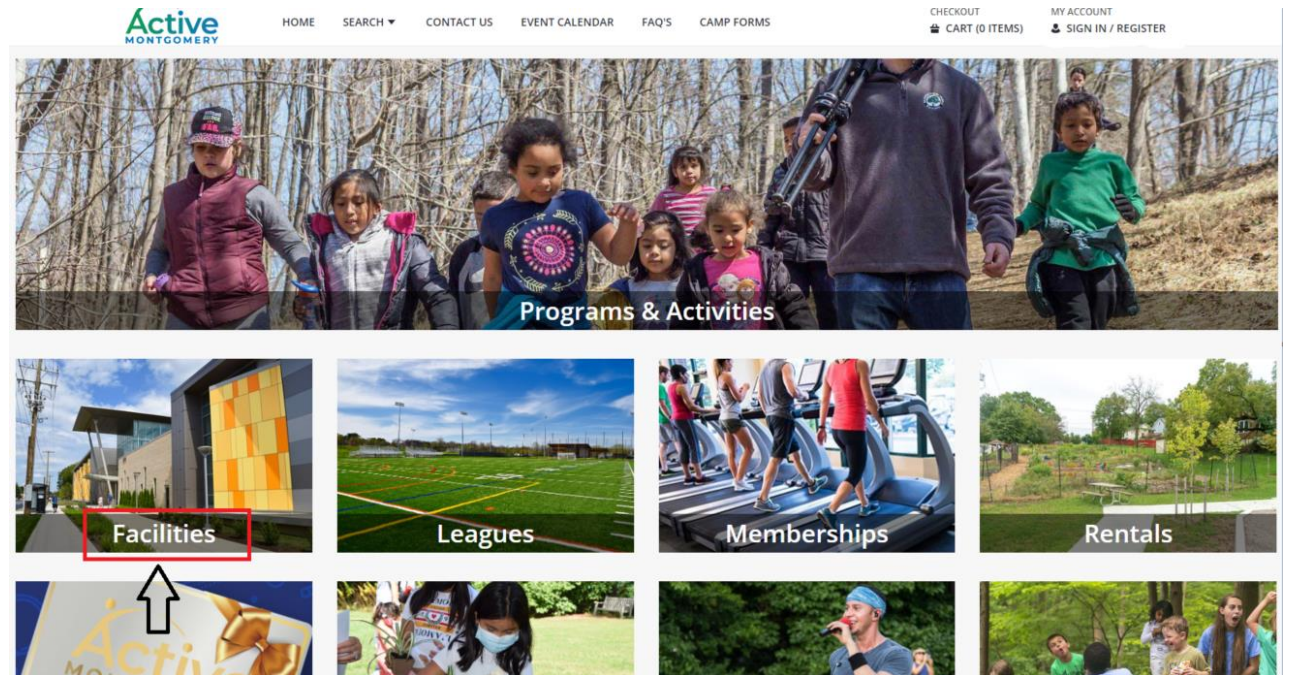 Active
MONTGOMERY
HOME SEARCH CONTACT US EVENT CALENDAR FAQ'S CAMP FORMS
CHECKOUT
CART (0 ITEMS)
MY ACCOUNT
SIGN IN / REGISTER
Programs & Activities
Facilities
Leagues
Memberships
Rentals
Active